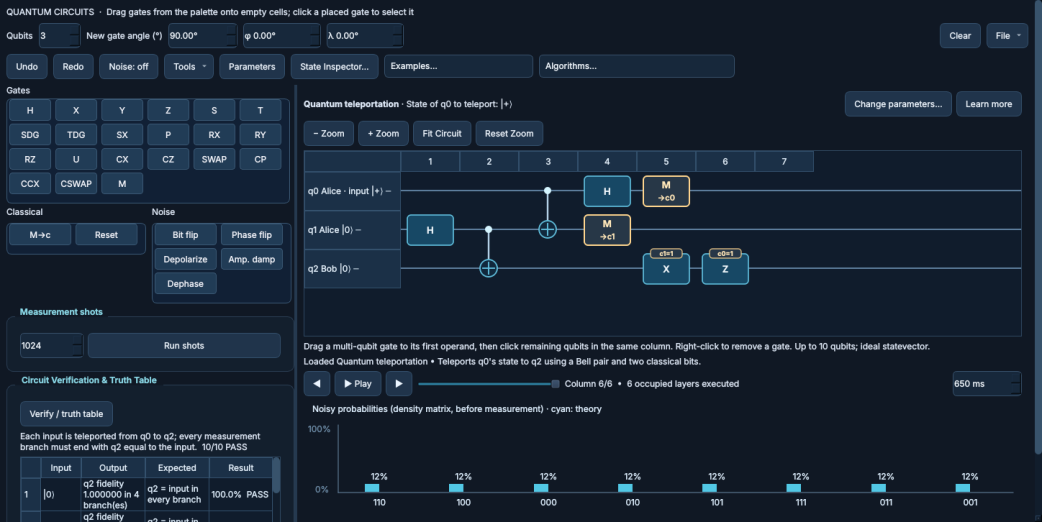 QUANTUM CIRCUITS · Drag gates from the palette onto empty cells; click a placed gate to select it
Qubits 3 New gate angle (°) 90.00° φ 0.00° λ 0.00° Clear File
Undo Redo Noise: off Tools Parameters State Inspector... Examples... Algorithms...
Gates
H X Y Z S T
SDG TDG SX P RX RY
RZ U CX CZ SWAP CP
CCX CSWAP M
Classical
M→c Reset
Noise
Bit flip Phase flip
Depolarize Amp. damp
Dephase
Measurement shots
1024 Run shots
Circuit Verification & Truth Table
Verify / truth table
Each input is teleported from q0 to q2; every measurement
branch must end with q2 equal to the input. 10/10 PASS
Input Output Expected Result
1 |0⟩ q2 fidelity 1.000000 in 4 branch(es) q2 = input in every branch 100.0% PASS
q2 fidelity
q2 = input in
Quantum teleportation · State of q0 to teleport: |+⟩ Change parameters... Learn more
− Zoom + Zoom Fit Circuit Reset Zoom
1 2 3 4 5 6 7
q0 Alice · input |+⟩ H M →c0
q1 Alice |0⟩ H M →c1
c1=1 c0=1
q2 Bob |0⟩ X Z
Drag a multi-qubit gate to its first operand, then click remaining qubits in the same column. Right-click to remove a gate. Up to 10 qubits; ideal statevector.
Loaded Quantum teleportation • Teleports q0's state to q2 using a Bell pair and two classical bits.
◀ ▶ Play ▶ Column 6/6 • 6 occupied layers executed 650 ms
Noisy probabilities (density matrix, before measurement) · cyan: theory
100%
12% 12% 12% 12% 12% 12% 12% 12%
0%
110 100 000 010 101 111 011 001